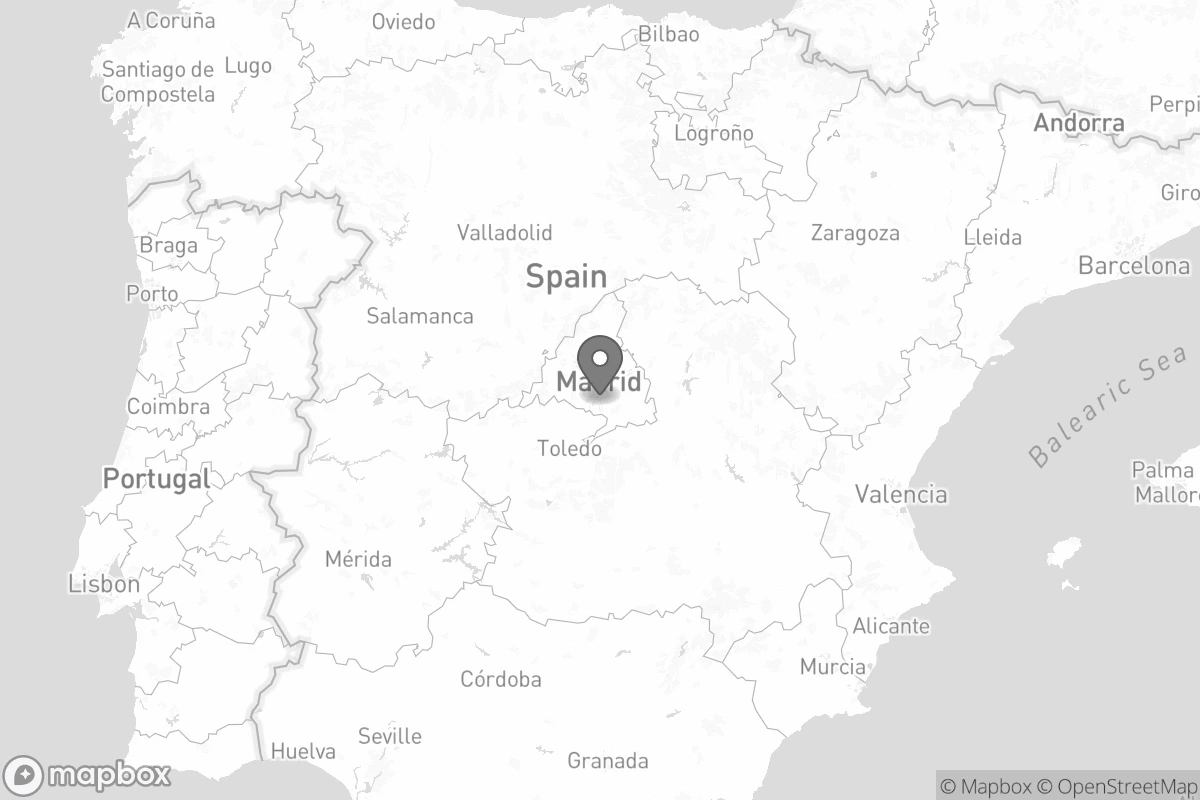 A Coruña
Oviedo
Bilbao
Santiago de
Compostela
Lugo
Perpi
Andorra
Logroño
Giro
Braga
Valladolid
Zaragoza
Lleida
Barcelona
Spain
Porto
Salamanca
Madrid
Balearic Sea
Coimbra
Toledo
Portugal
Palma
Mallorc
Valencia
Mérida
Lisbon
Alicante
Murcia
Córdoba
Seville
Huelva
Granada
mapbox
© Mapbox © OpenStreetMap